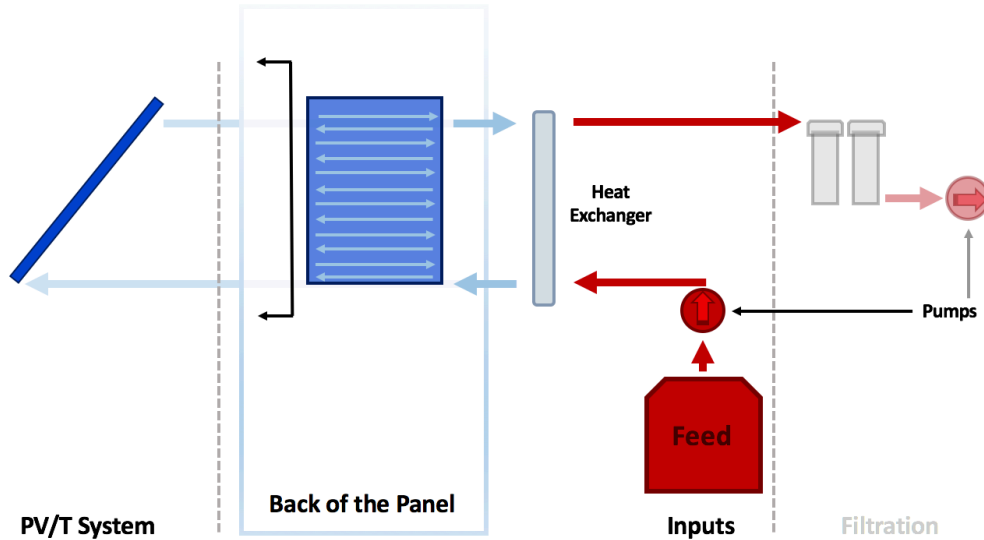 Heat
Exchanger
Pumps
Feed
Back of the Panel
PV/T System
Inputs
Filtration